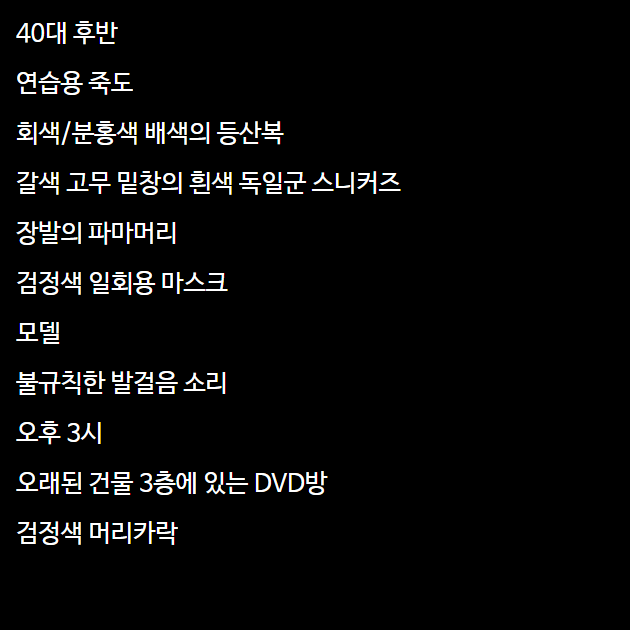 40대 후반
연습용 죽도
회색/분홍색 배색의 등산복
갈색 고무 밑창의 흰색 독일군 스니커즈
장발의 파마머리
검정색 일회용 마스크
모델
불규칙한 발걸음 소리
오후 3시
오래된 건물 3층에 있는 DVD방
검정색 머리카락